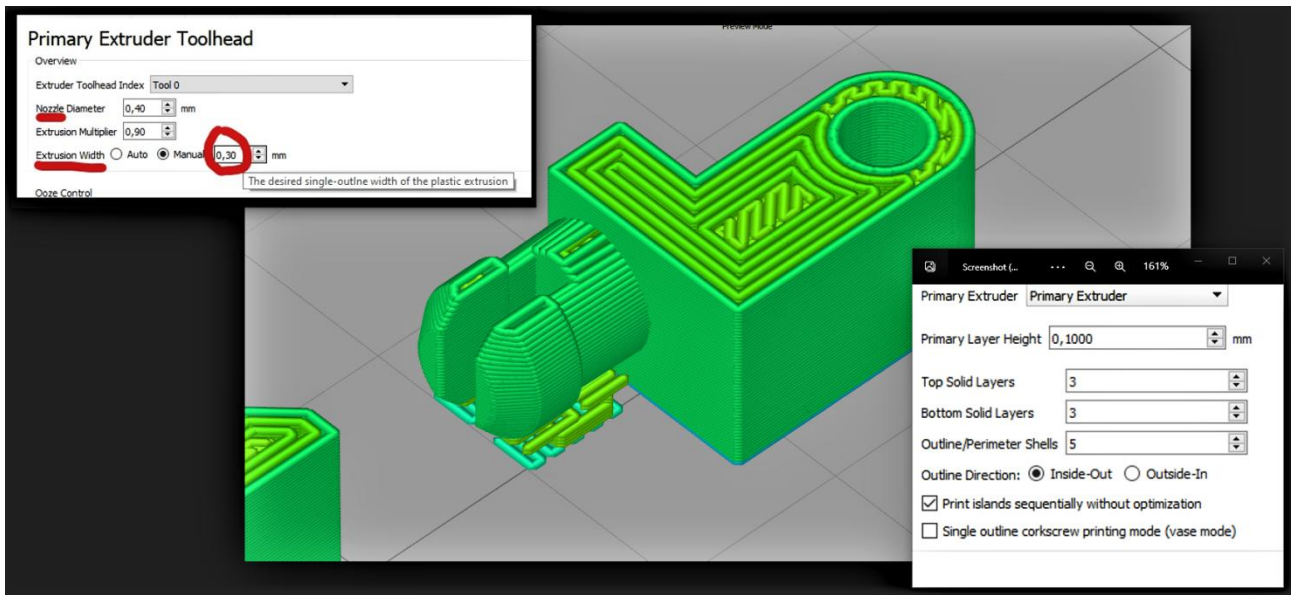 Preview Mode
Primary Extruder Toolhead
Overview
Extruder Toolhead Index Tool 0
Nozzle Diameter 0,40 mm
Extrusion Multiplier 0,90
Extrusion Width Auto Manual 0,30 mm
The desired single-outlne width of the plastic extrusion
Ooze Control
Screenshot (... ... 161%
Primary Extruder Primary Extruder
Primary Layer Height 0,1000 mm
Top Solid Layers 3
Bottom Solid Layers 3
Outline/Perimeter Shells 5
Outline Direction: Inside-Out Outside-In
Print islands sequentially without optimization
Single outline corkscrew printing mode (vase mode)